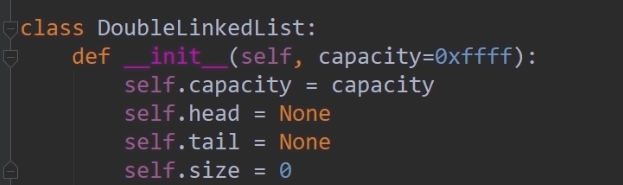 class DoubleLinkedList:
    def __init__(self, capacity=0xffff):
        self.capacity = capacity
        self.head = None
        self.tail = None
        self.size = 0